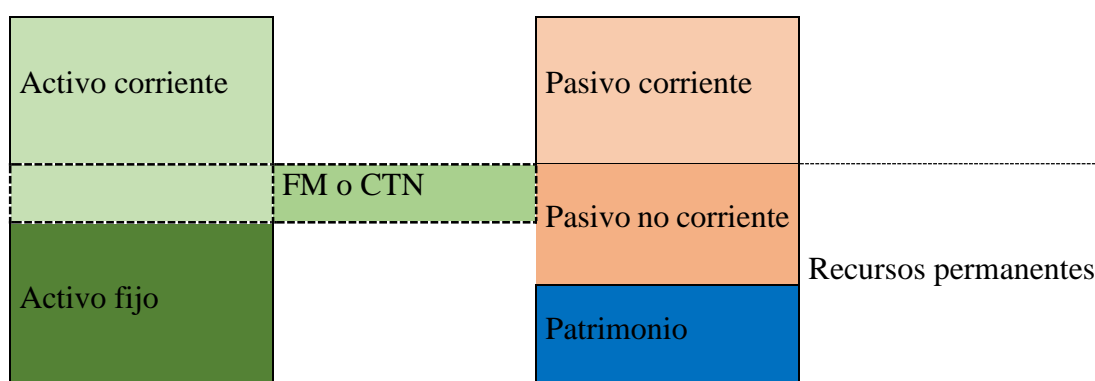 Activo corriente
Pasivo corriente
FM o CTN
Pasivo no corriente
Recursos permanentes
Activo fijo
Patrimonio